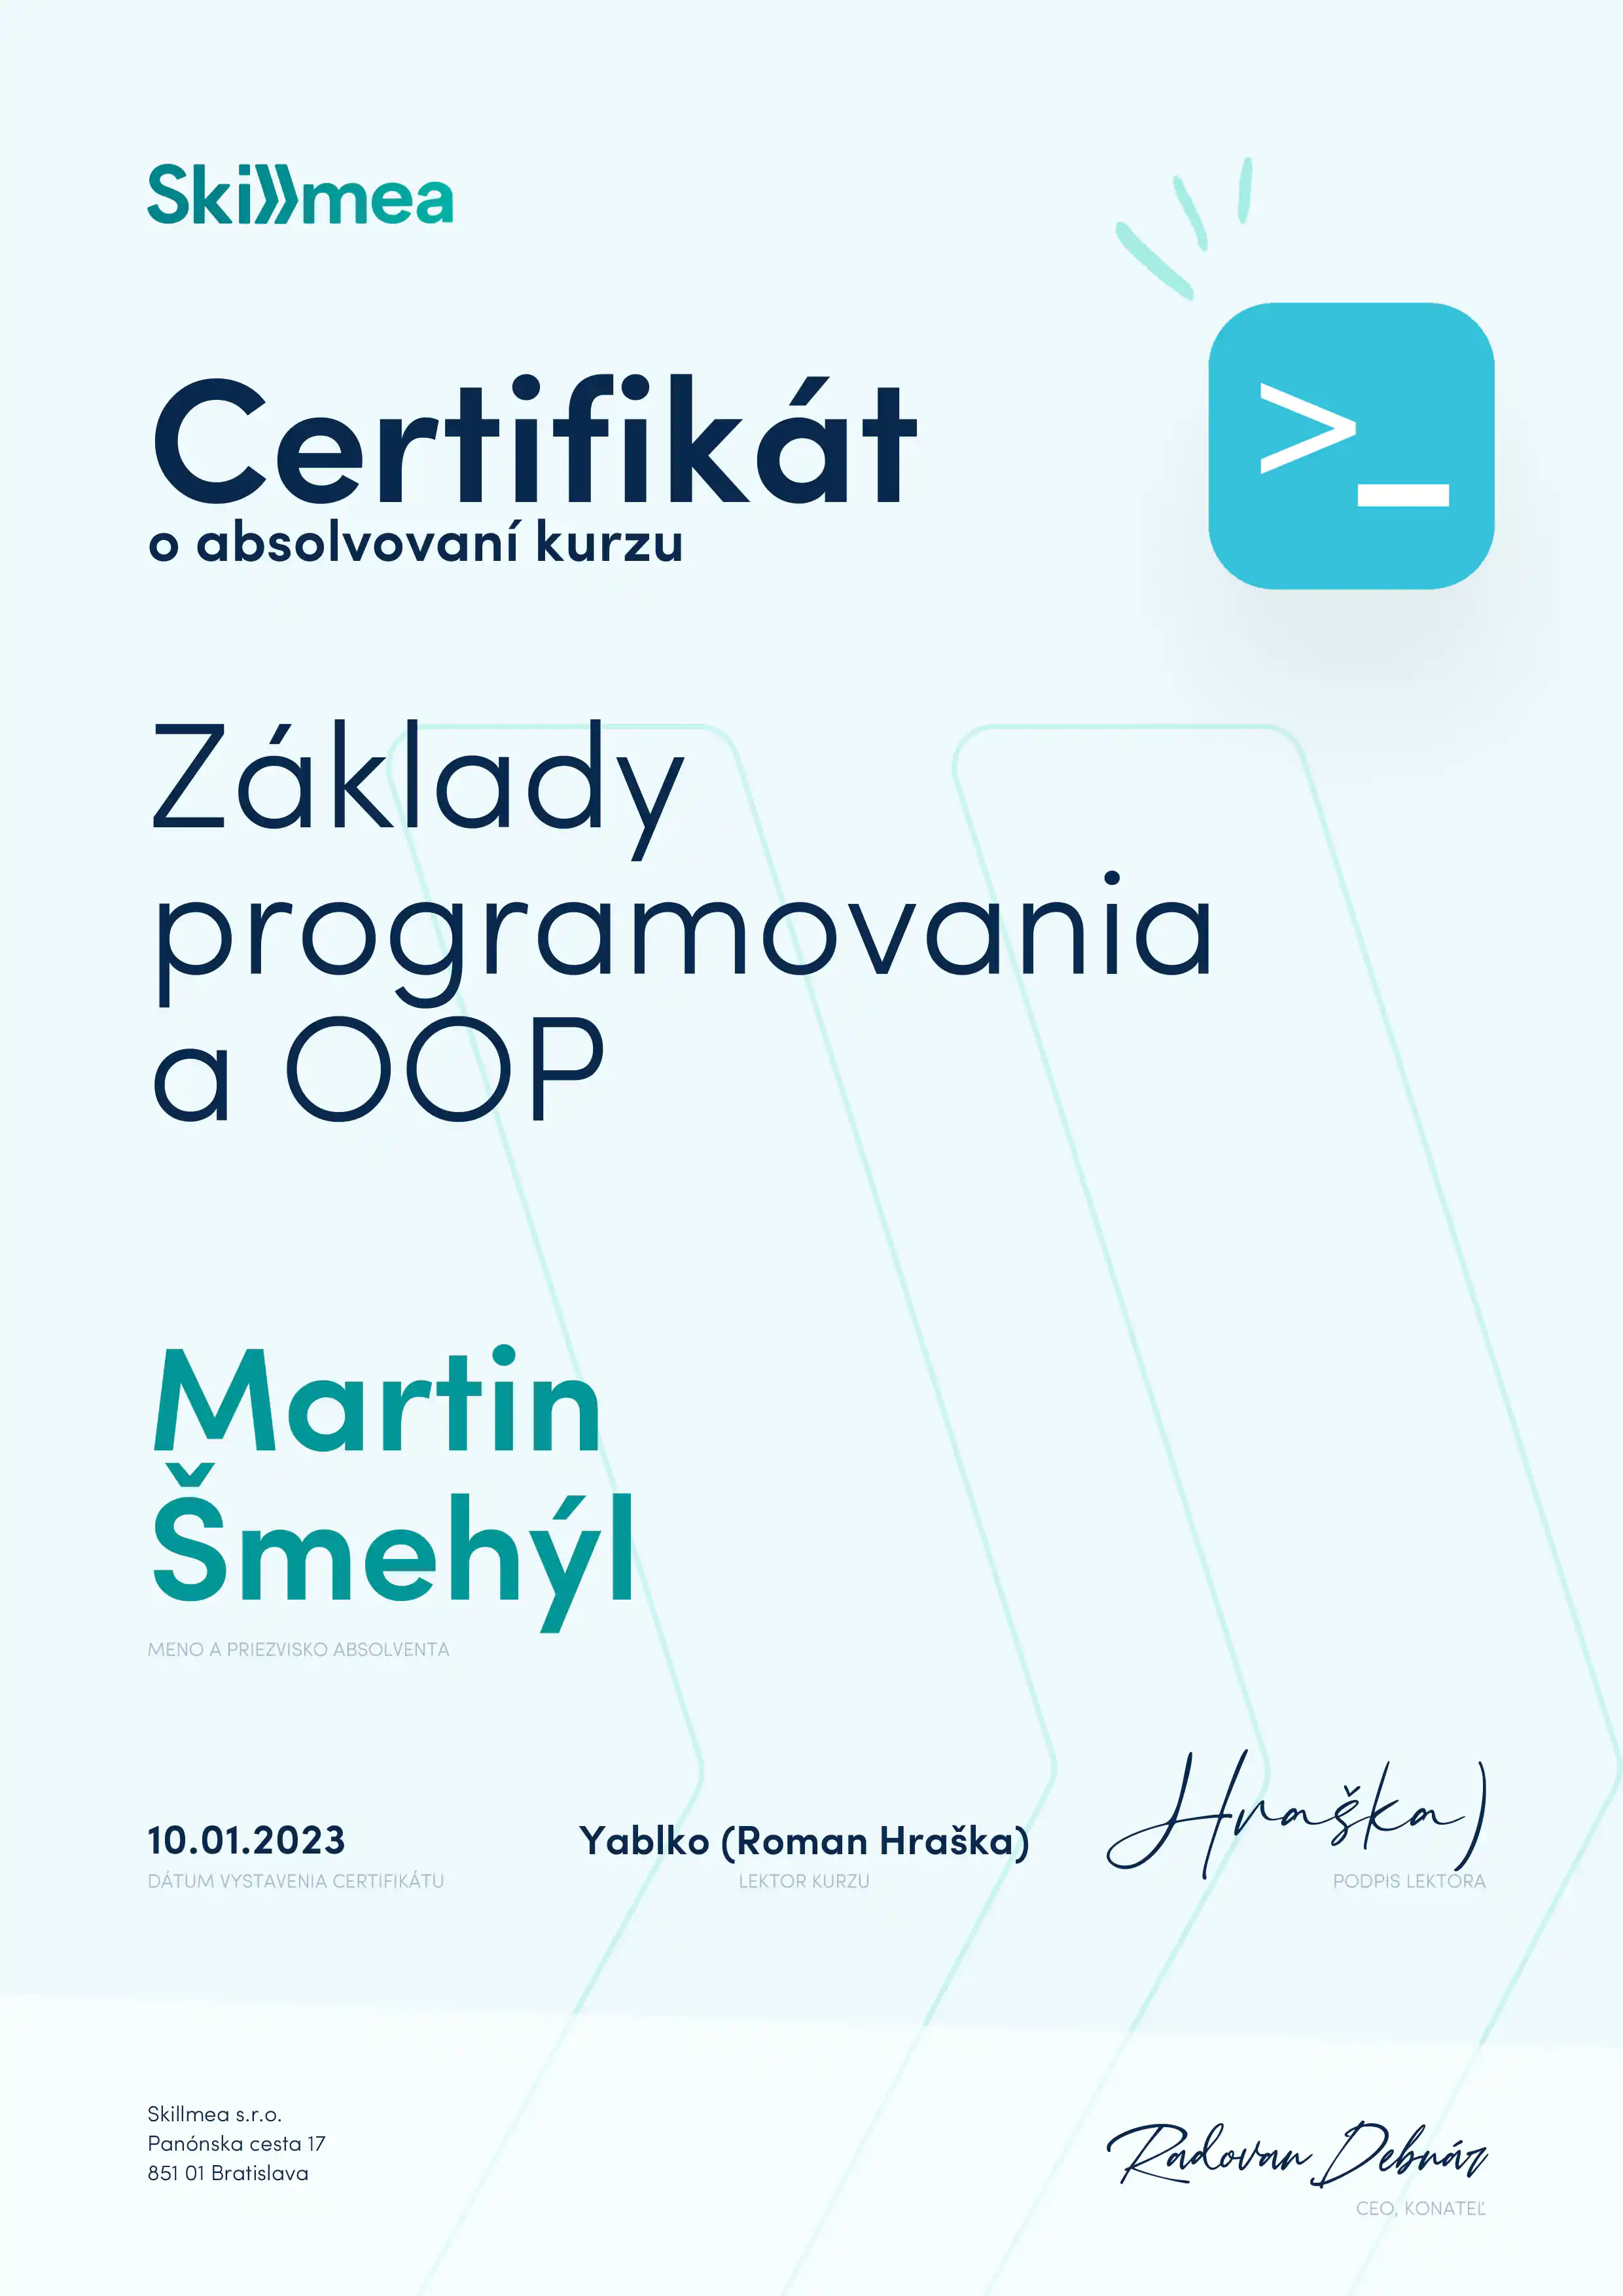 Skillmea
Certifikát
o absolvovaní kurzu
>_
Základy
programovania
a OOP
Martin
Šmehýl
MENO A PRIEZVISKO ABSOLVENTA
10.01.2023
DÁTUM VYSTAVENIA CERTIFIKÁTU
Yablko (Roman Hraška)
LEKTOR KURZU
Hraška)
PODPIS LEKTORA
Skillmea s.r.o.
Panónska cesta 17
851 01 Bratislava
Radovan Debnár
CEO, KONATEĽ